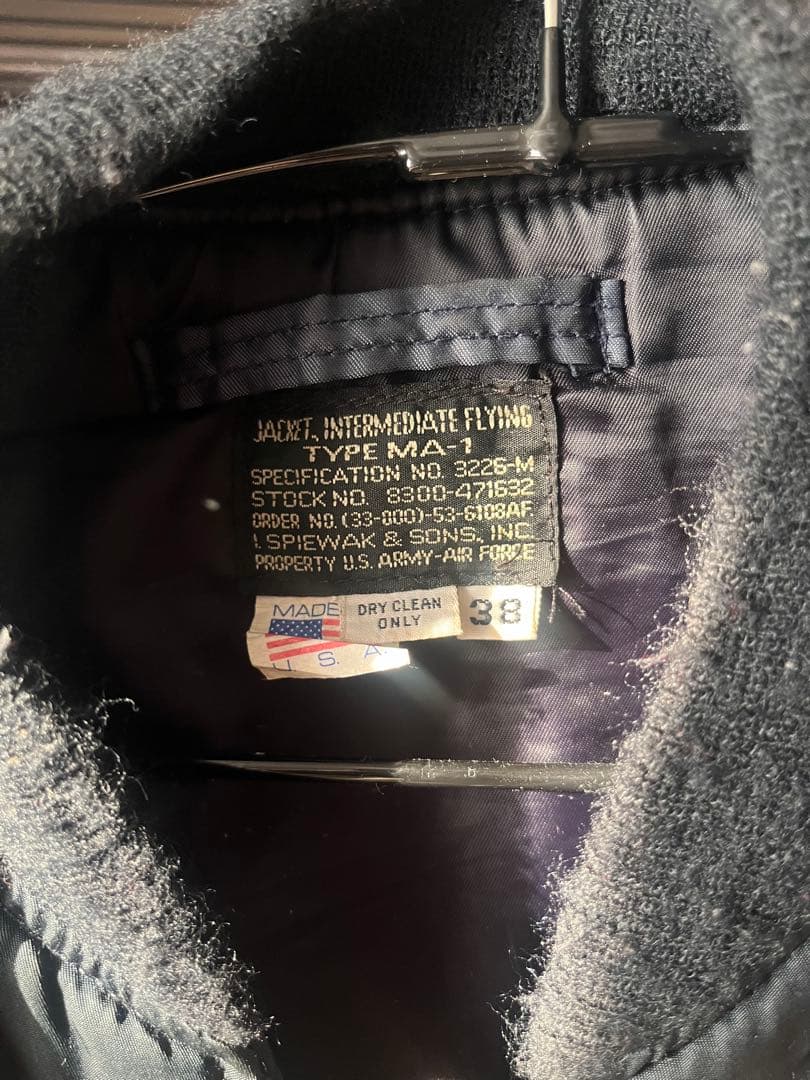 JACKET, INTERMEDIATE FLYING
TYPE MA-1
SPECIFICATION NO. 3226-M
STOCK NO. 8300-471632
ORDER NO. (33-800)-53-6108AF
I. SPIEWAK & SONS, INC.
PROPERTY U.S. ARMY-AIR FORCE
MADE
U. S. A.
DRY CLEAN
ONLY
38